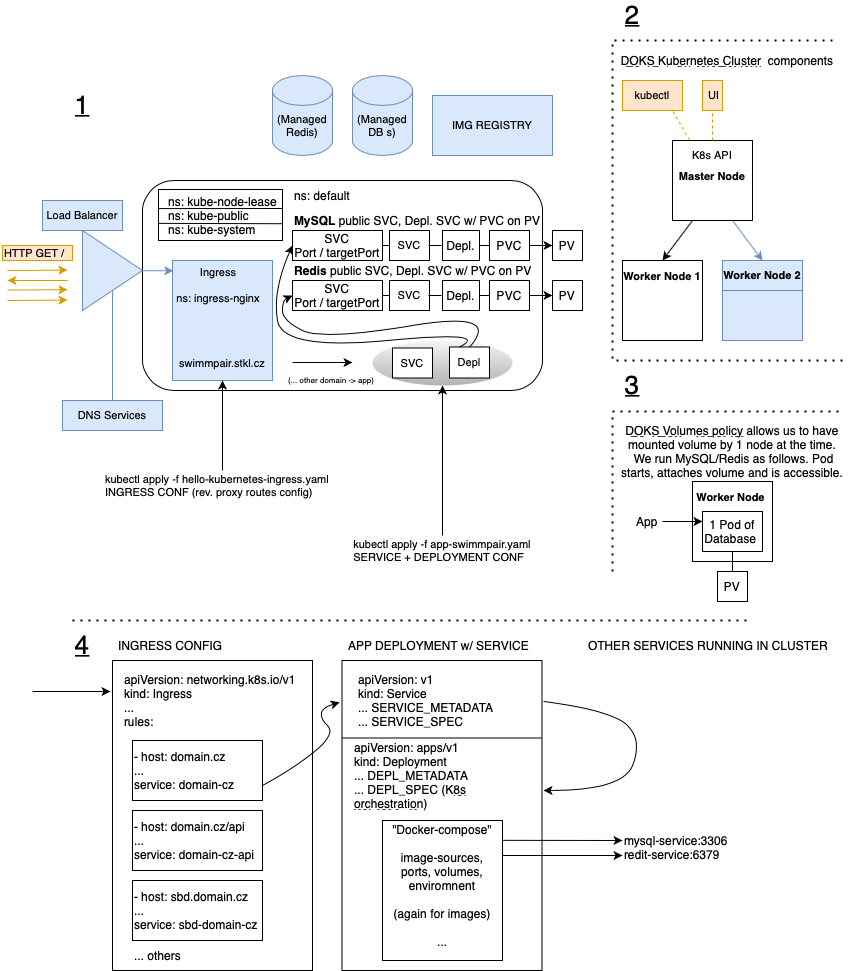 1
(Managed
Redis)
(Managed
DB s)
IMG REGISTRY
Load Balancer
HTTP GET /
DNS Services
ns: kube-node-lease
ns: kube-public
ns: kube-system
ns: default
MySQL public SVC, Depl. SVC w/ PVC on PV
SVC
Port / targetPort
SVC
Depl.
PVC
PV
Redis public SVC, Depl. SVC w/ PVC on PV
SVC
Port / targetPort
SVC
Depl.
PVC
PV
Ingress
ns: ingress-nginx
swimmpair.stkl.cz
(... other domain -> app)
SVC
Depl
kubectl apply -f hello-kubernetes-ingress.yaml
INGRESS CONF (rev. proxy routes config)
kubectl apply -f app-swimmpair.yaml
SERVICE + DEPLOYMENT CONF
2
DOKS Kubernetes Cluster components
kubectl
UI
K8s API
Master Node
Worker Node 1
Worker Node 2
3
DOKS Volumes policy allows us to have
mounted volume by 1 node at the time.
We run MySQL/Redis as follows. Pod
starts, attaches volume and is accessible.
Worker Node
App
1 Pod of
Database
PV
4
INGRESS CONFIG
apiVersion: networking.k8s.io/v1
kind: Ingress
...
rules:
- host: domain.cz
...
service: domain-cz
- host: domain.cz/api
...
service: domain-cz-api
- host: sbd.domain.cz
...
service: sbd-domain-cz
... others
APP DEPLOYMENT w/ SERVICE
apiVersion: v1
kind: Service
... SERVICE_METADATA
... SERVICE_SPEC
apiVersion: apps/v1
kind: Deployment
... DEPL_METADATA
... DEPL_SPEC (K8s
orchestration)
"Docker-compose"
image-sources,
ports, volumes,
enviromnent
(again for images)
...
OTHER SERVICES RUNNING IN CLUSTER
mysql-service:3306
redit-service:6379